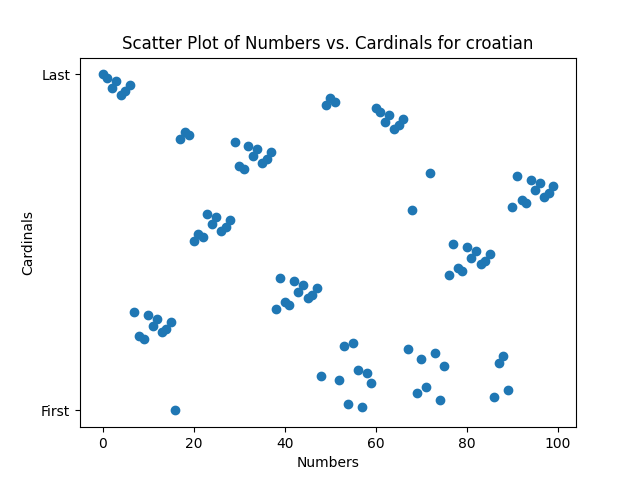 Scatter Plot of Numbers vs. Cardinals for croatian
Last
Cardinals
First
0 20 40 60 80 100
Numbers